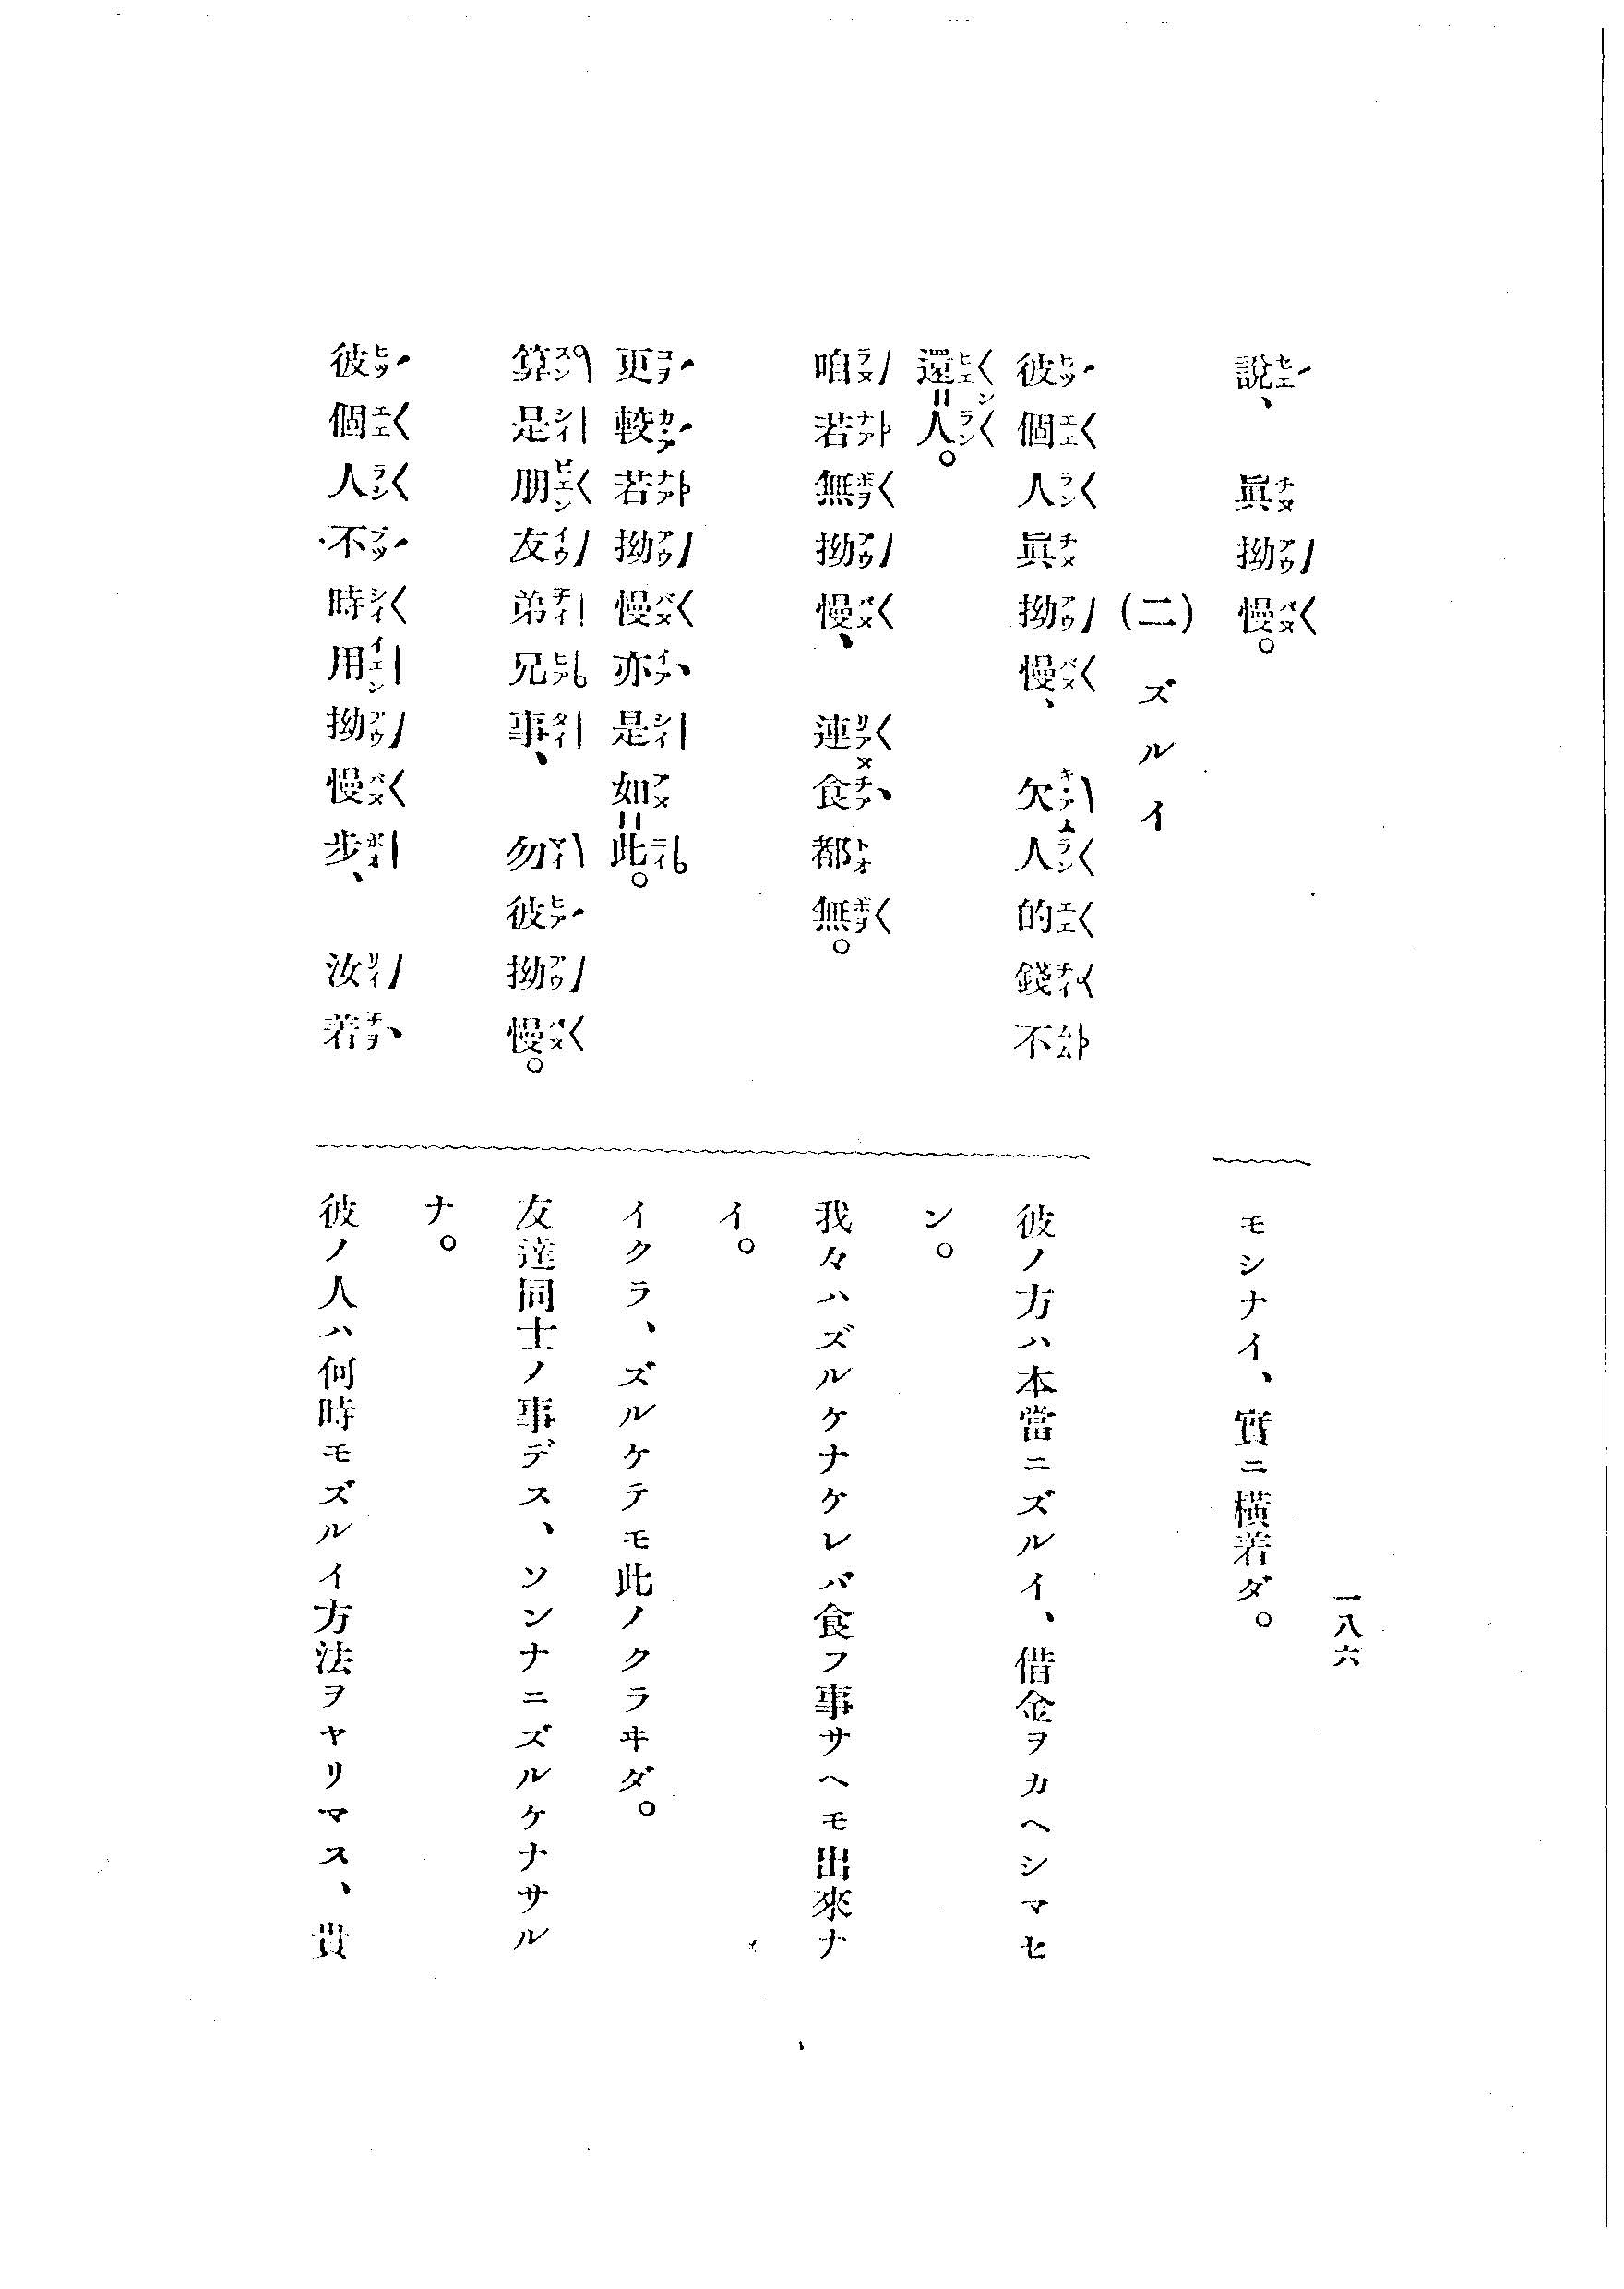 一八六
說、眞拗慢。
モシナイ、實ニ橫着ダ。
(二)ズルイ
彼個人眞拗慢、欠人的錢不
還=人。
彼ノ方ハ本當ニズルイ、借金ヲカヘシマセ
ン。
咱若無拗慢、連食都無。
我々ハズルケナケレバ食フ事サヘモ出來ナ
イ。
更較若拗慢亦是如=此。
イクラ、ズルケテモ此ノクラヰダ。
算是朋友弟兄事、勿彼拗慢。
友達同士ノ事デス、ソンナニズルケナサル
ナ。
彼個人不時用拗慢步、汝若
彼ノ人ハ何時モズルイ方法ヲヤリマス、貴